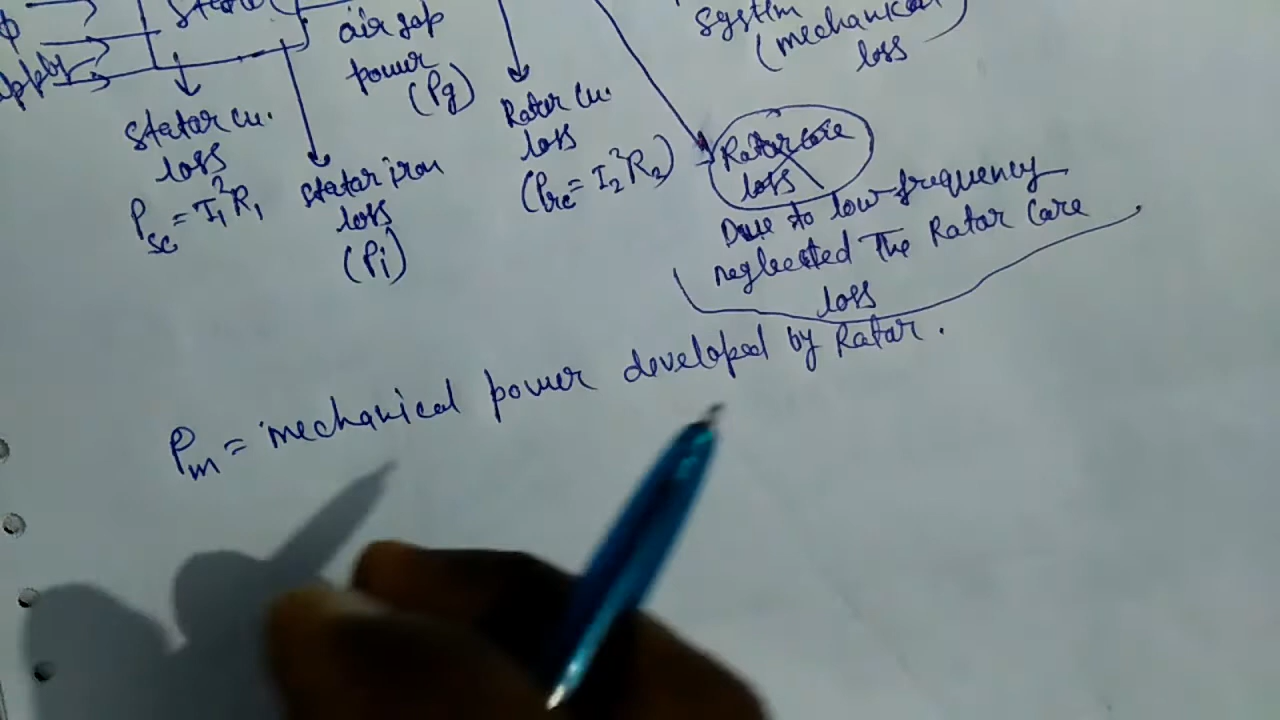 air gap
power
(Pg)
System
(mechanical
loss
Stator cu.
loss
P_sc = I₁²R₁
Stator iron
loss
(Pi)
Rotor cu.
loss
(Prc = I₂²R₂)
Rotor core
loss
Due to low frequency
neglected The Rotor Core
loss
Pm = mechanical power developed by Rotor.